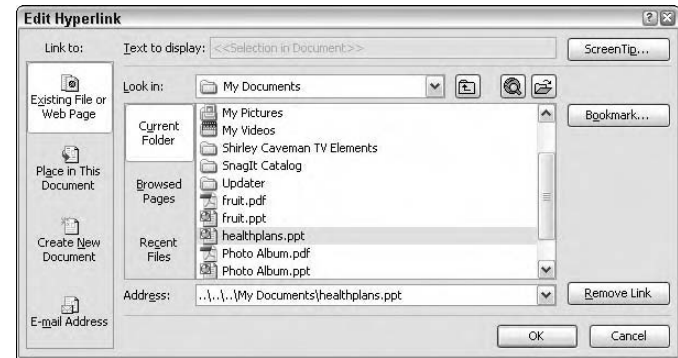 Edit Hyperlink
Link to:
Text to display: <<Selection in Document>>
ScreenTip...
Existing File or
Web Page
Place in This
Document
Create New
Document
E-mail Address
Look in: My Documents
Current
Folder
Browsed
Pages
Recent
Files
My Pictures
My Videos
Shirley Caveman TV Elements
SnagIt Catalog
Updater
fruit.pdf
fruit.ppt
healthplans.ppt
Photo Album.pdf
Photo Album.ppt
Bookmark...
Address: ..\..\..\My Documents\healthplans.ppt
Remove Link
OK
Cancel